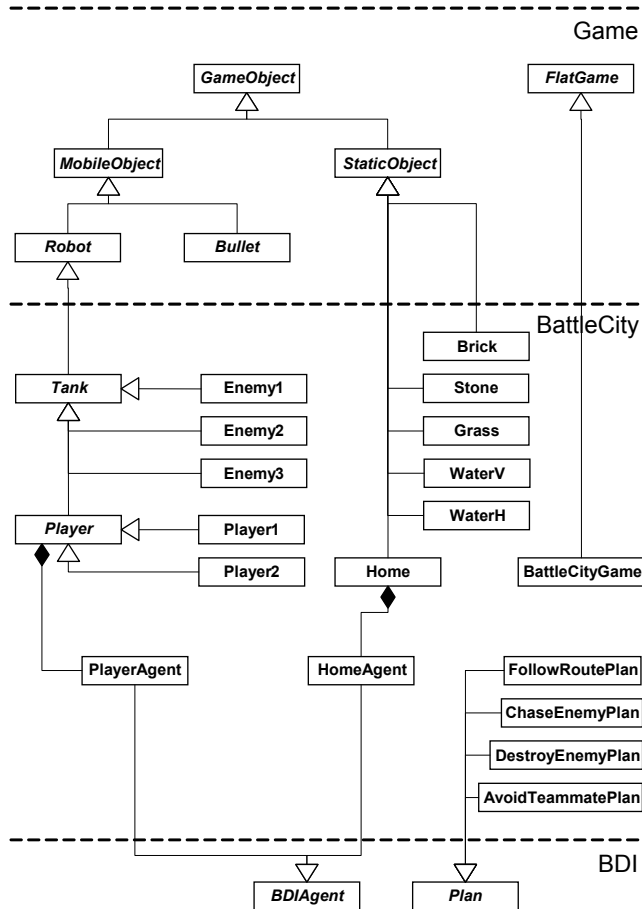 Game
GameObject
FlatGame
MobileObject
StaticObject
Robot
Bullet
BattleCity
Brick
Tank
Enemy1
Stone
Enemy2
Grass
Enemy3
WaterV
Player
Player1
WaterH
Player2
Home
BattleCityGame
PlayerAgent
HomeAgent
FollowRoutePlan
ChaseEnemyPlan
DestroyEnemyPlan
AvoidTeammatePlan
BDI
BDIAgent
Plan